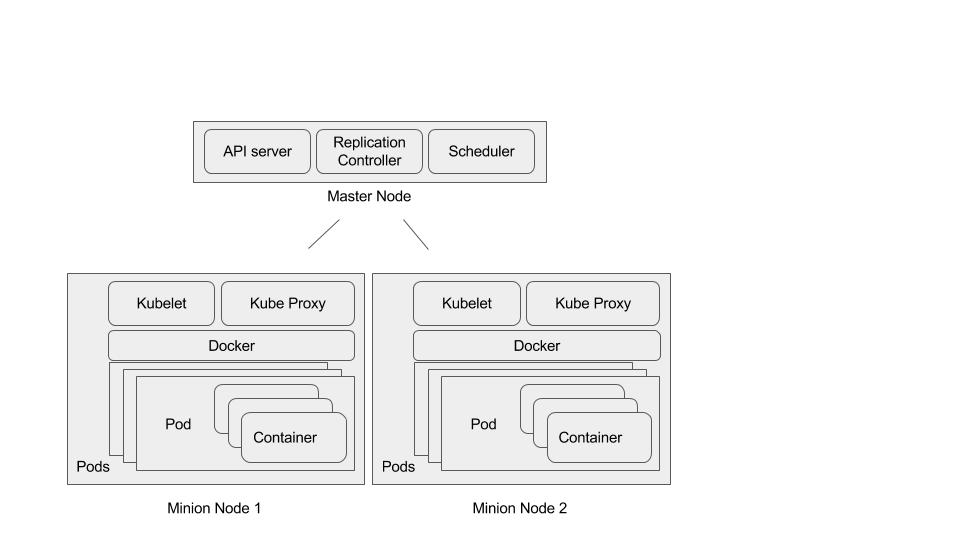 API server
Replication
Controller
Scheduler
Master Node
Kubelet
Kube Proxy
Docker
Pod
Container
Pods
Minion Node 1
Kubelet
Kube Proxy
Docker
Pod
Container
Pods
Minion Node 2